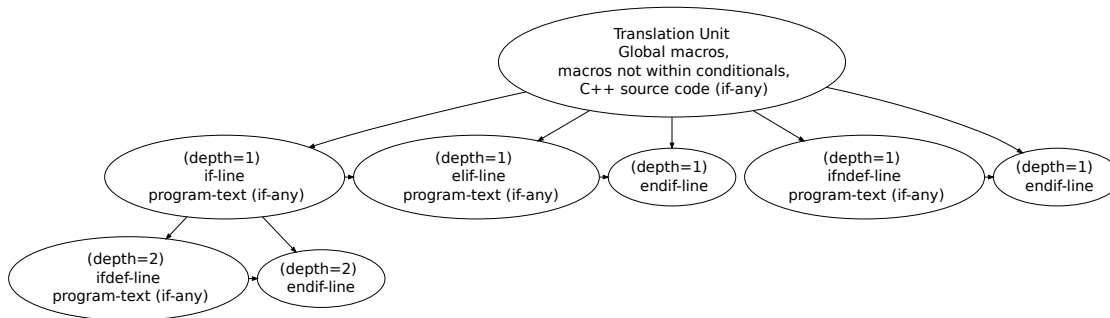 Translation Unit
Global macros,
macros not within conditionals,
C++ source code (if-any)
(depth=1)
if-line
program-text (if-any)
(depth=1)
elif-line
program-text (if-any)
(depth=1)
endif-line
(depth=1)
ifndef-line
program-text (if-any)
(depth=1)
endif-line
(depth=2)
ifdef-line
program-text (if-any)
(depth=2)
endif-line